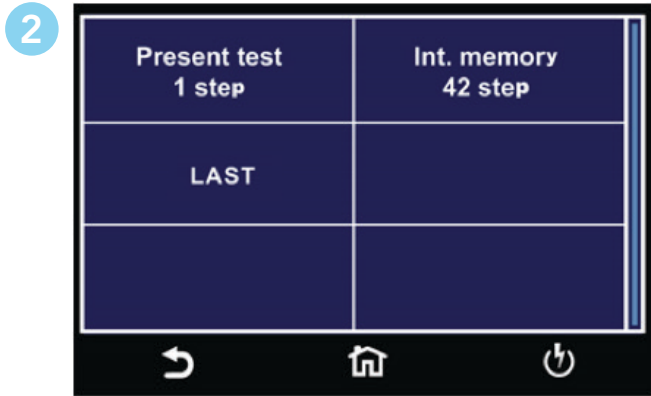 2
Present test
1 step
Int. memory
42 step
LAST